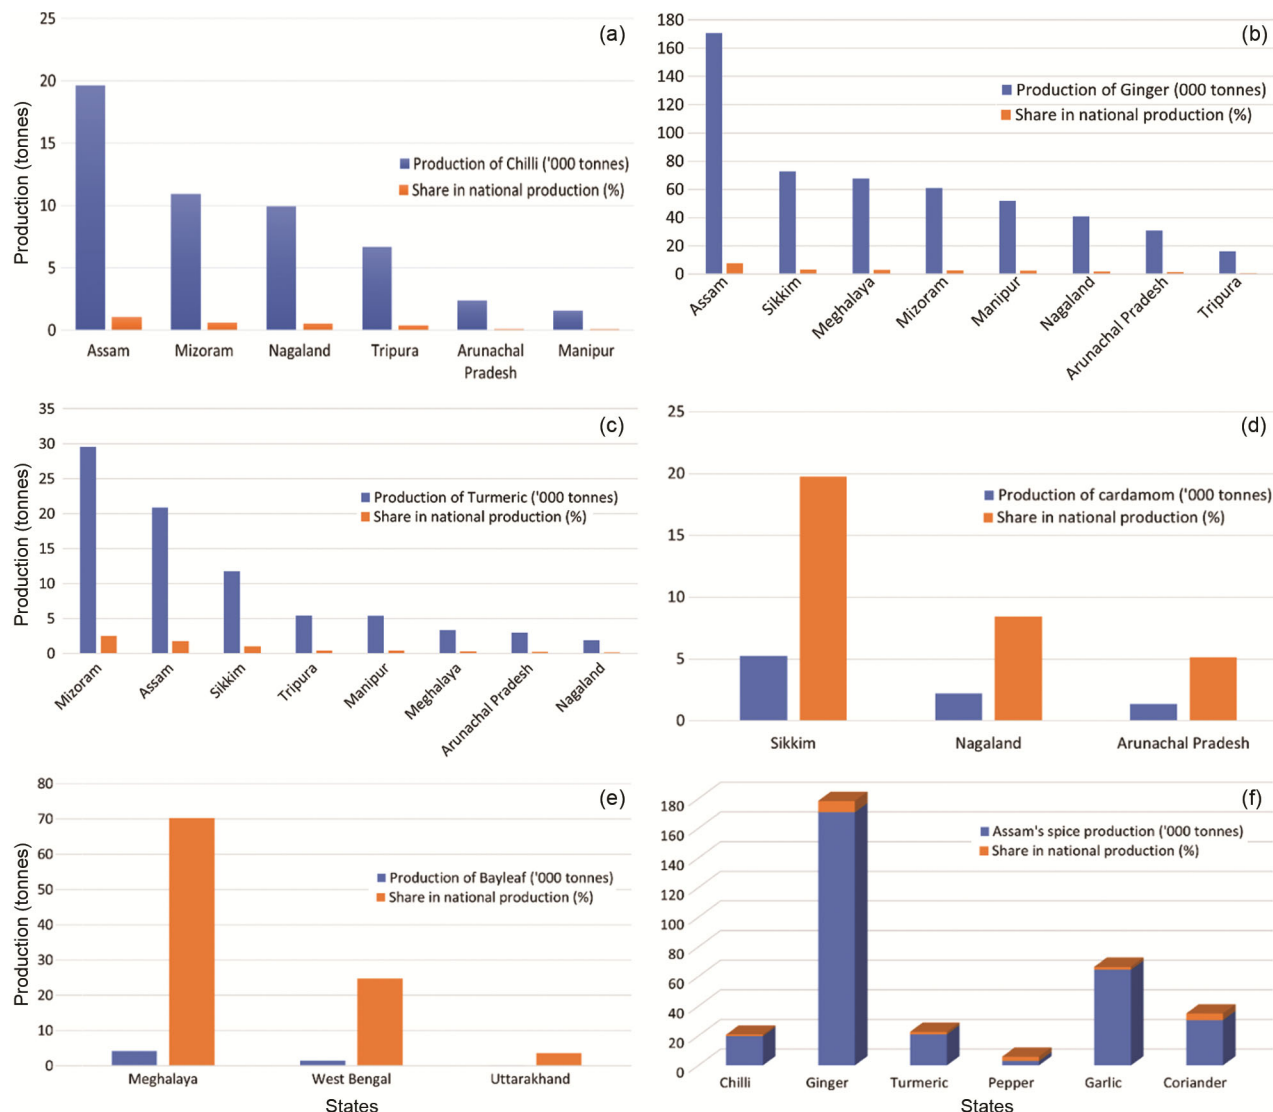 (a)
25
20
15
10
5
0
Production (tonnes)
Production of Chilli ('000 tonnes)
Share in national production (%)
Assam
Mizoram
Nagaland
Tripura
Arunachal
Pradesh
Manipur
(b)
180
160
140
120
100
80
60
40
20
0
Production of Ginger (000 tonnes)
Share in national production (%)
Assam
Sikkim
Meghalaya
Mizoram
Manipur
Nagaland
Arunachal Pradesh
Tripura
(c)
35
30
25
20
15
10
5
0
Production (tonnes)
Production of Turmeric ('000 tonnes)
Share in national production (%)
Mizoram
Assam
Sikkim
Tripura
Manipur
Meghalaya
Arunachal Pradesh
Nagaland
(d)
25
20
15
10
5
0
Production of cardamom ('000 tonnes)
Share in national production (%)
Sikkim
Nagaland
Arunachal Pradesh
(e)
80
70
60
50
40
30
20
10
0
Production (tonnes)
Production of Bayleaf ('000 tonnes)
Share in national production (%)
Meghalaya
West Bengal
Uttarakhand
States
(f)
180
160
140
120
100
80
60
40
20
0
Assam's spice production ('000 tonnes)
Share in national production (%)
Chilli
Ginger
Turmeric
Pepper
Garlic
Coriander
States